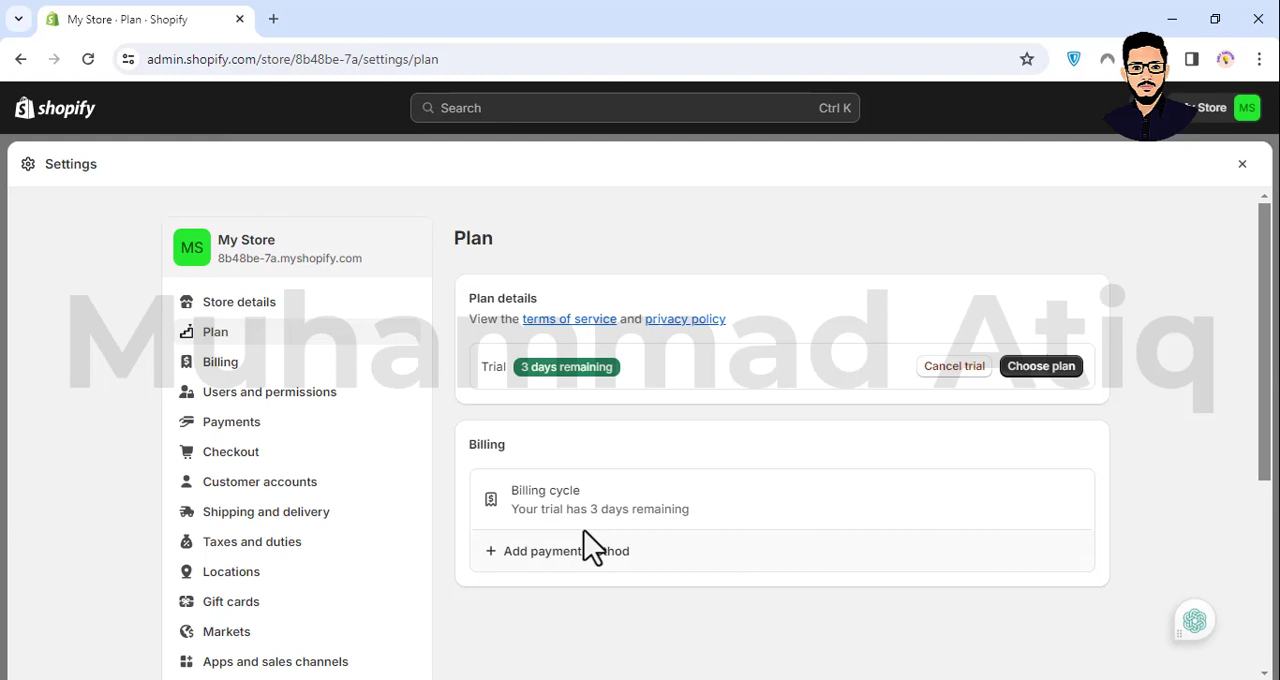 My Store · Plan · Shopify
admin.shopify.com/store/8b48be-7a/settings/plan
shopify
Search
Ctrl K
Store
MS
Settings
MS
My Store
8b48be-7a.myshopify.com
Store details
Plan
Billing
Users and permissions
Payments
Checkout
Customer accounts
Shipping and delivery
Taxes and duties
Locations
Gift cards
Markets
Apps and sales channels
Plan
Plan details
View the terms of service and privacy policy
Trial 3 days remaining
Cancel trial
Choose plan
Billing
Billing cycle
Your trial has 3 days remaining
+ Add payment
Muhammad Atiq